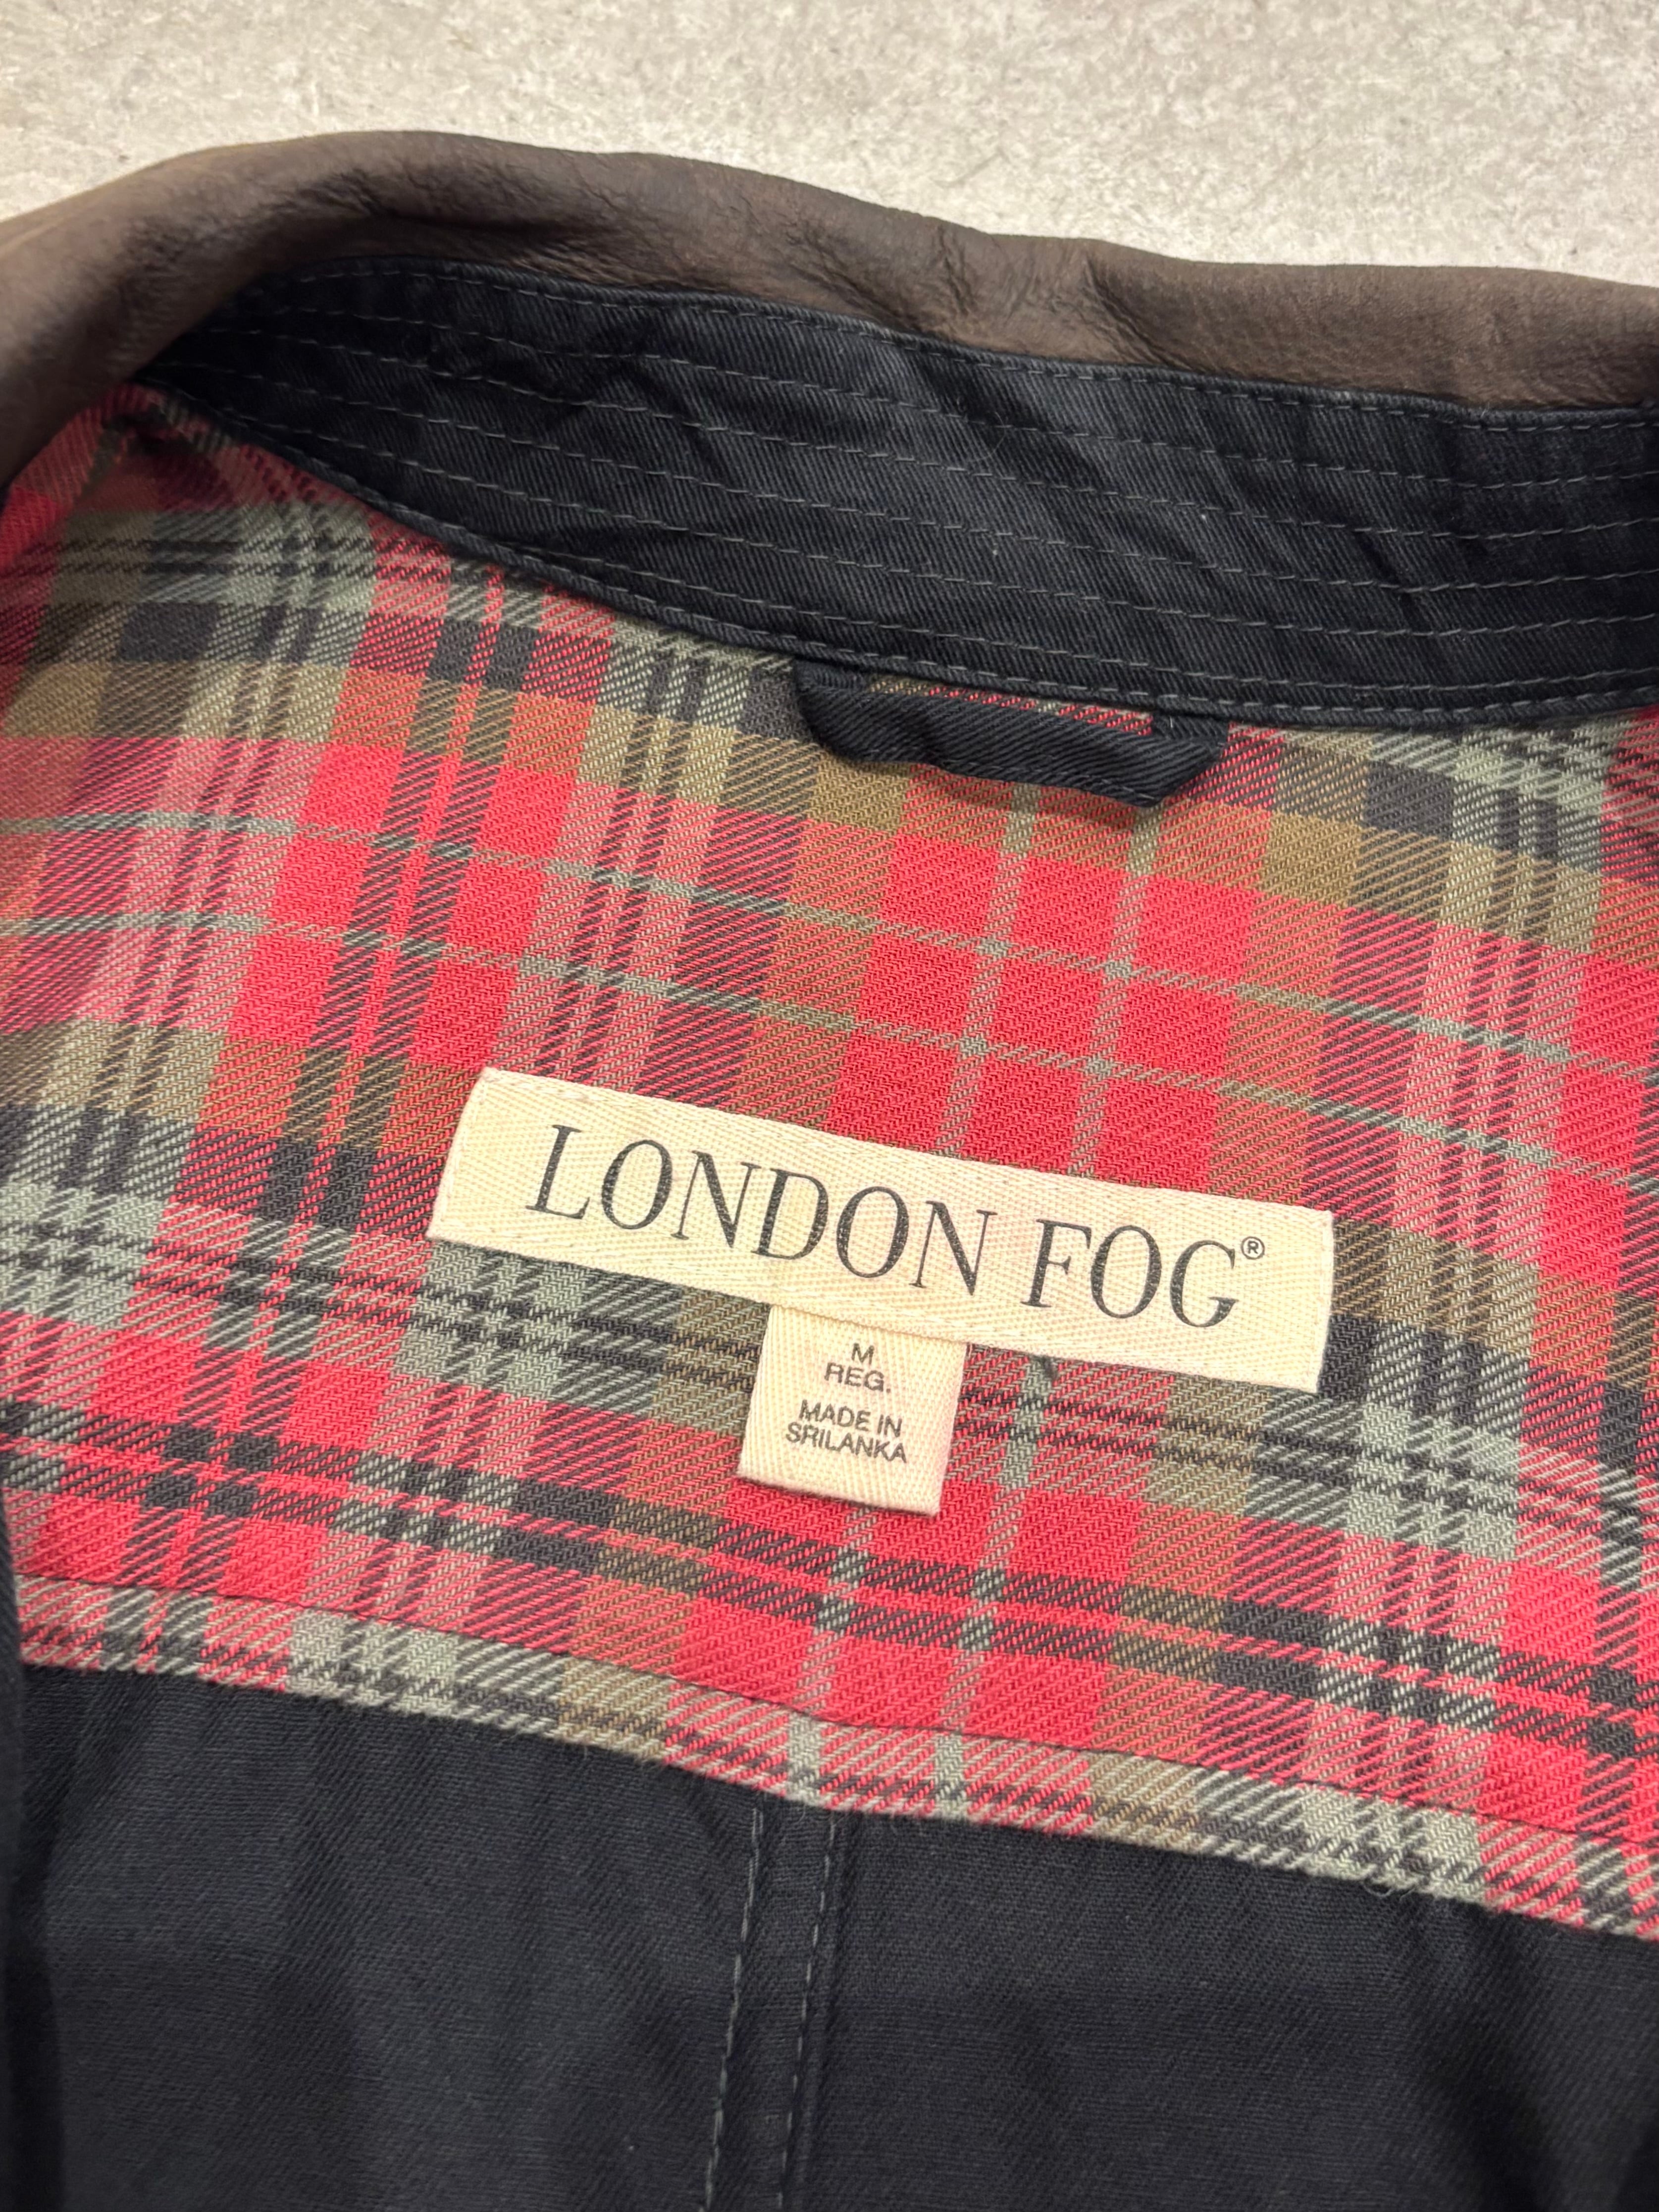 LONDON FOG®
M
REG.
MADE IN
SRILANKA